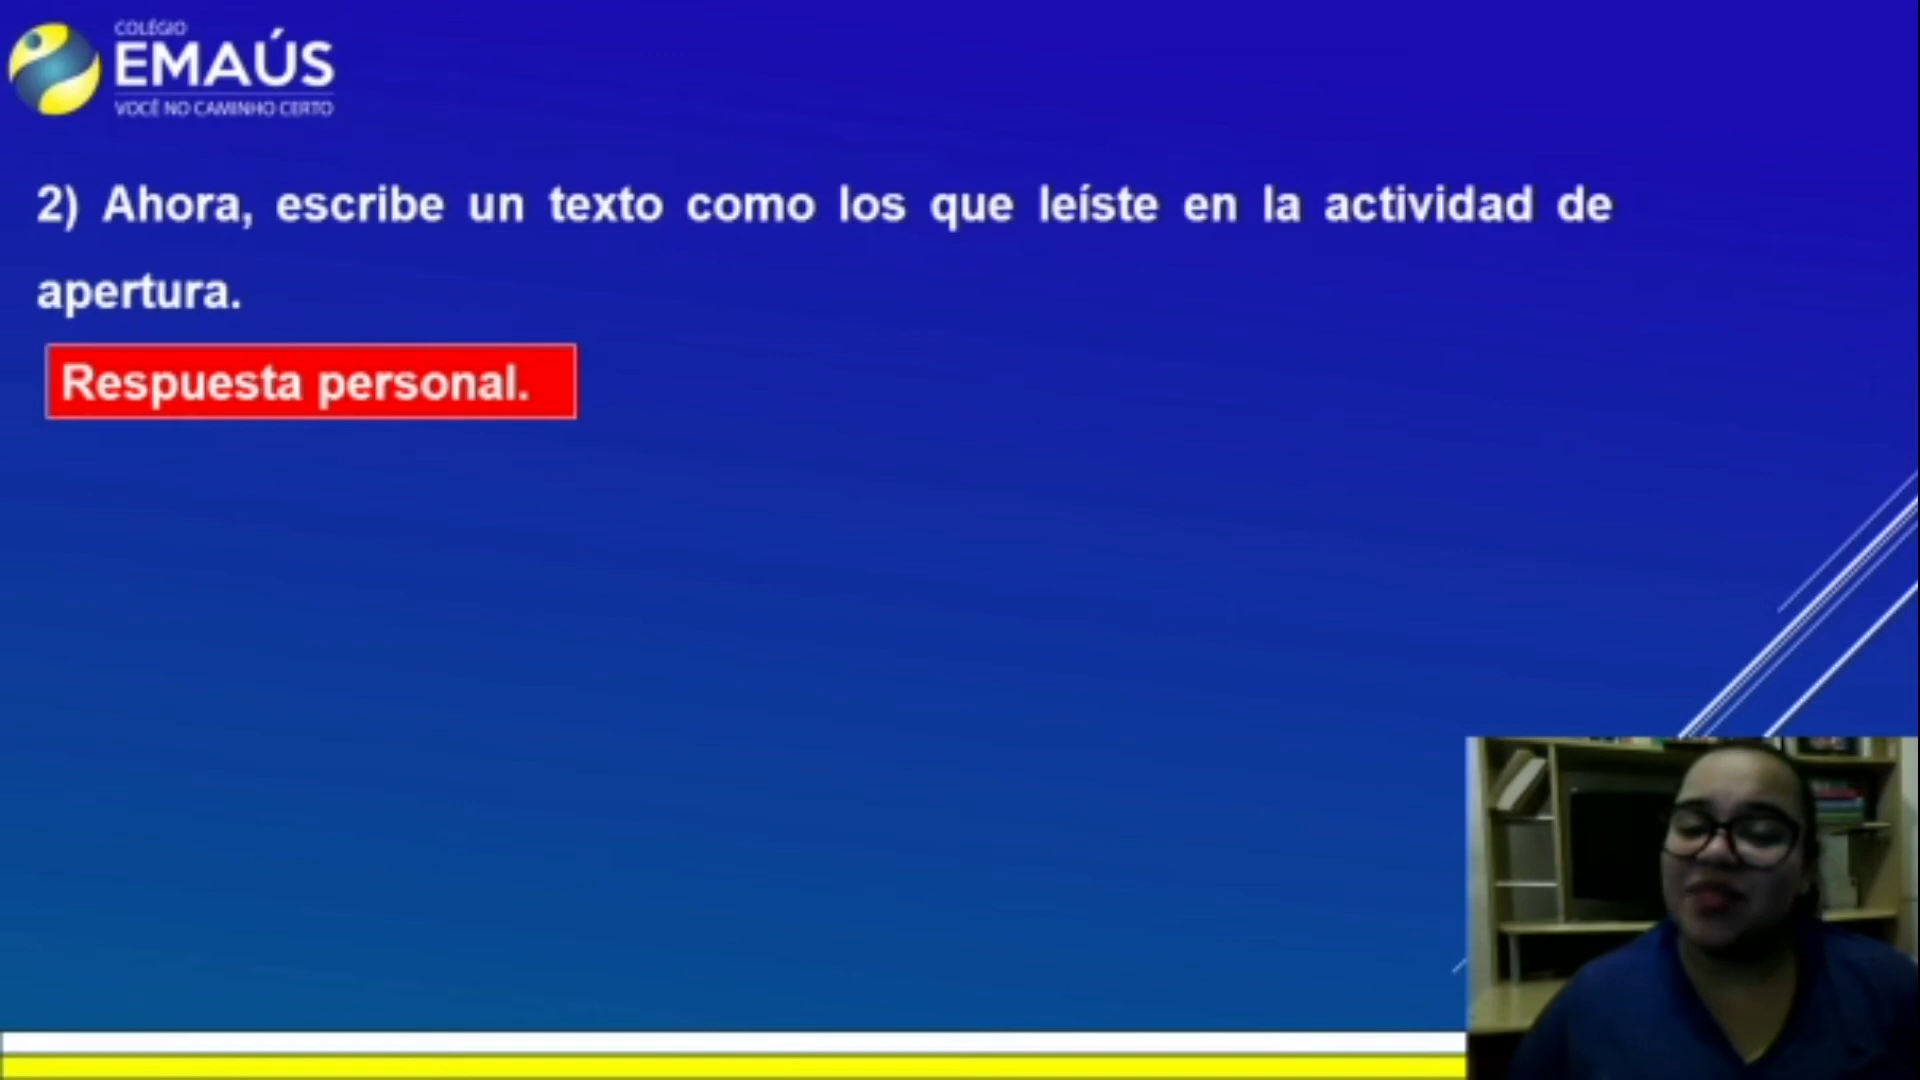 COLÉGIO
EMAÚS
VOCÊ NO CAMINHO CERTO
2) Ahora, escribe un texto como los que leíste en la actividad de
apertura.
Respuesta personal.